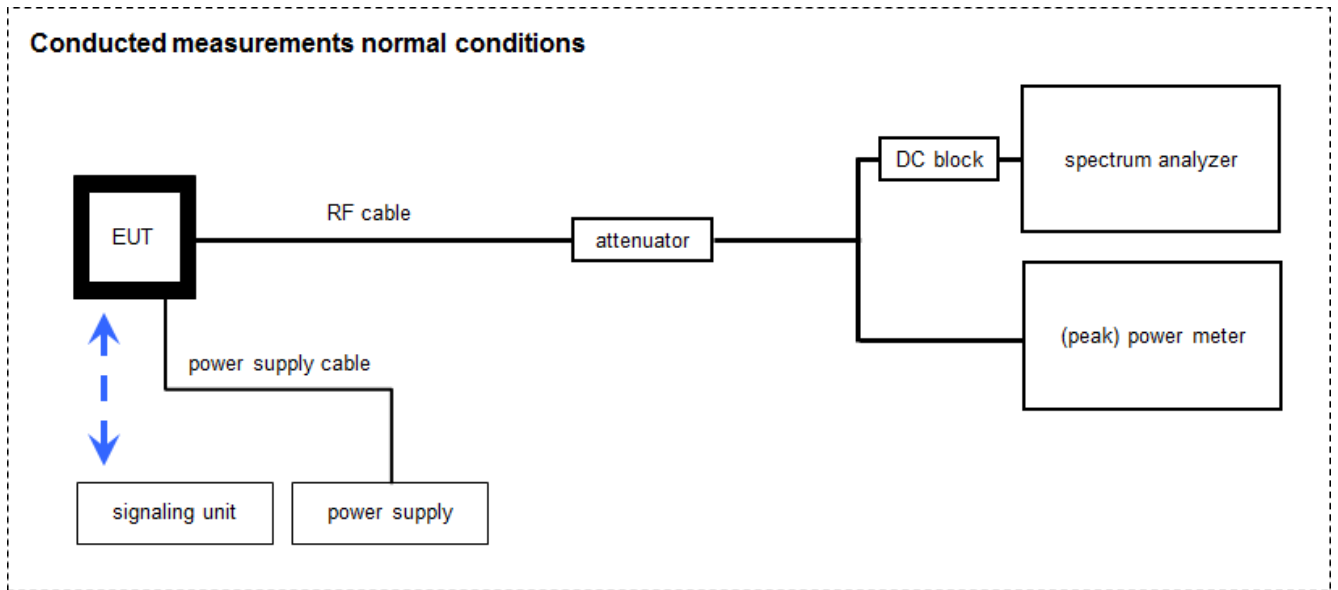 Conducted measurements normal conditions
DC block
spectrum analyzer
RF cable
EUT
attenuator
(peak) power meter
power supply cable
signaling unit
power supply